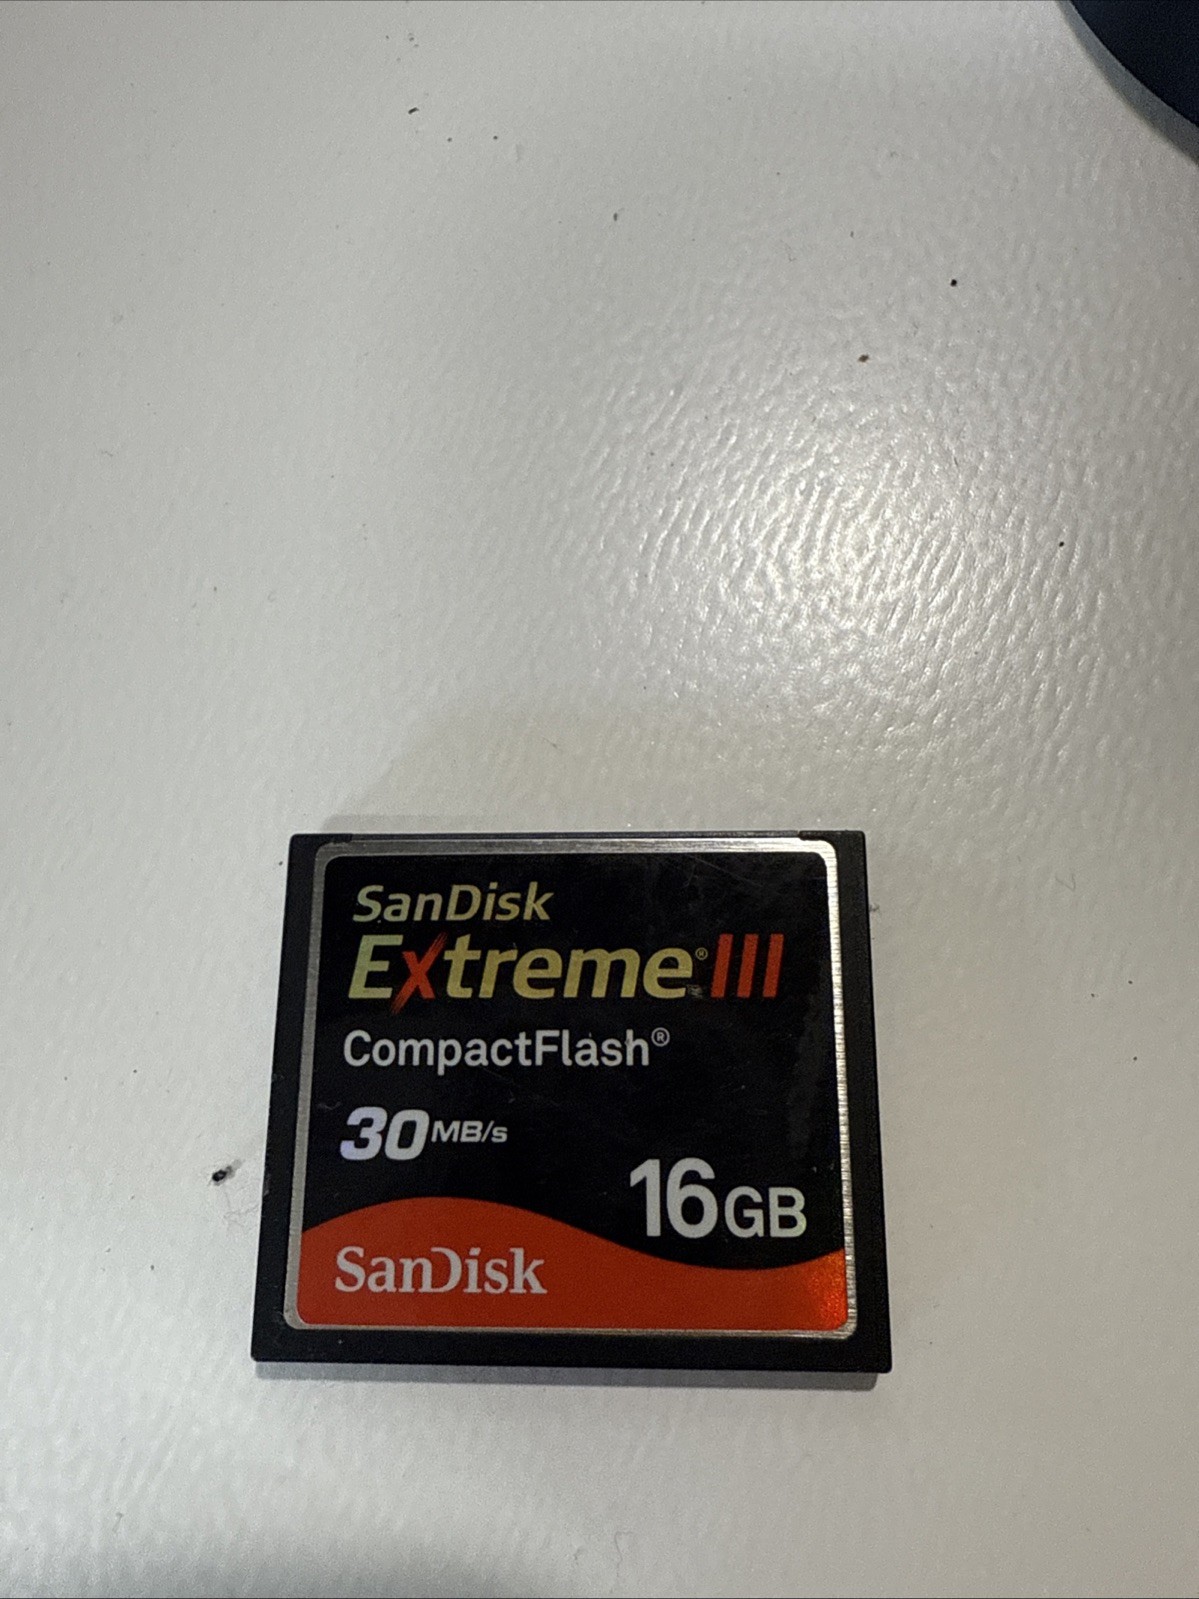 SanDisk
Extreme® III
CompactFlash®
30MB/s
16GB
SanDisk